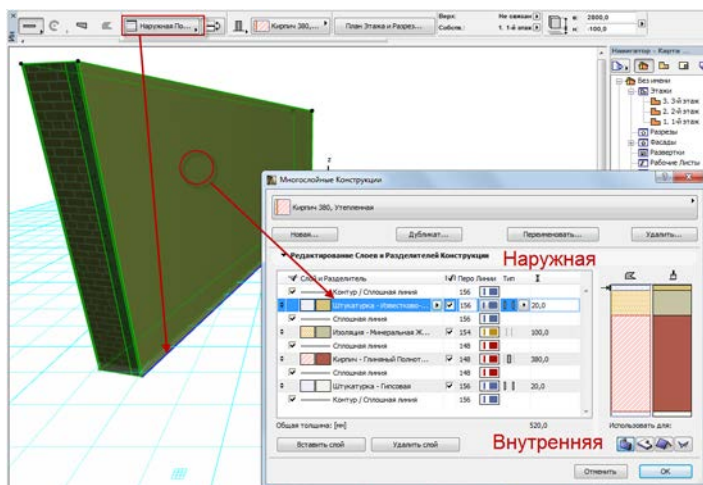 Наружная По...
Кирпич 380,...
План Этажа и Разрез...
Верх: Не связан
Собств.: 1. 1-й этаж
2800,0
-100,0
Навигатор - Карта ...
Без имени
Этажи
3. 3-й этаж
2. 2-й этаж
1. 1-й этаж
Разрезы
Фасады
Развертки
Рабочие Листы
z
Многослойные Конструкции
Кирпич 380, Утепленная
Новая... Дубликат... Переименовать... Удалить...
Редактирование Слоев и Разделителей Конструкции
Наружная
Слой и Разделитель Перо Линии Тип
Контур / Сплошная линия 156
Штукатурка - Известково-... 156 20,0
Сплошная линия 156
Изоляция - Минеральная Ж... 154 100,0
Сплошная линия 148
Кирпич - Глиняный Полнот... 148 380,0
Сплошная линия 148
Штукатурка - Гипсовая 156 20,0
Контур / Сплошная линия 156
Общая толщина: [мм] 520,0
Использовать для:
Вставить слой Удалить слой
Внутренняя
Отменить OK